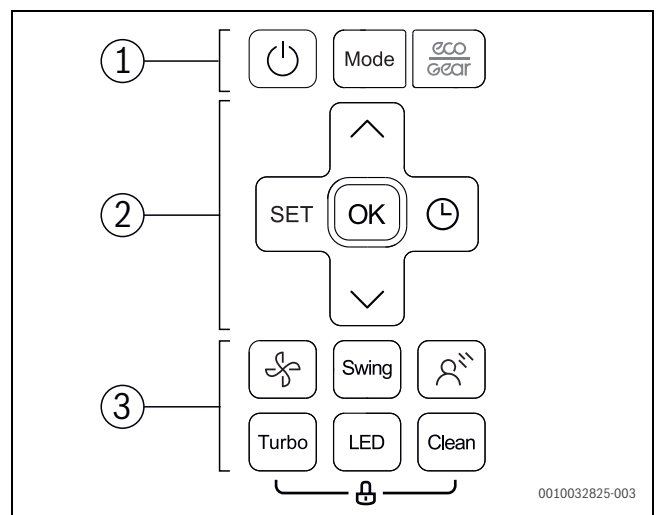 1
Mode
eco
Gear
2
SET
OK
3
Swing
Turbo
LED
Clean
0010032825-003